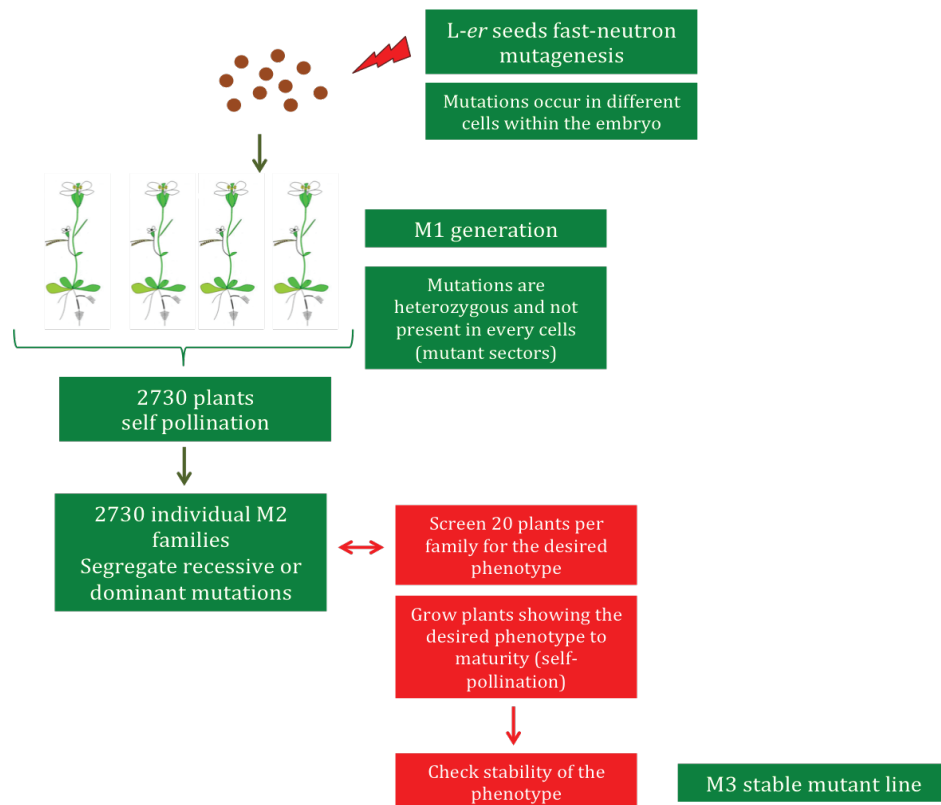 L-er seeds fast-neutron
mutagenesis
Mutations occur in different
cells within the embryo
M1 generation
Mutations are
heterozygous and not
present in every cells
(mutant sectors)
2730 plants
self pollination
2730 individual M2
families
Segregate recessive or
dominant mutations
Screen 20 plants per
family for the desired
phenotype
Grow plants showing the
desired phenotype to
maturity (self-
pollination)
Check stability of the
phenotype
M3 stable mutant line